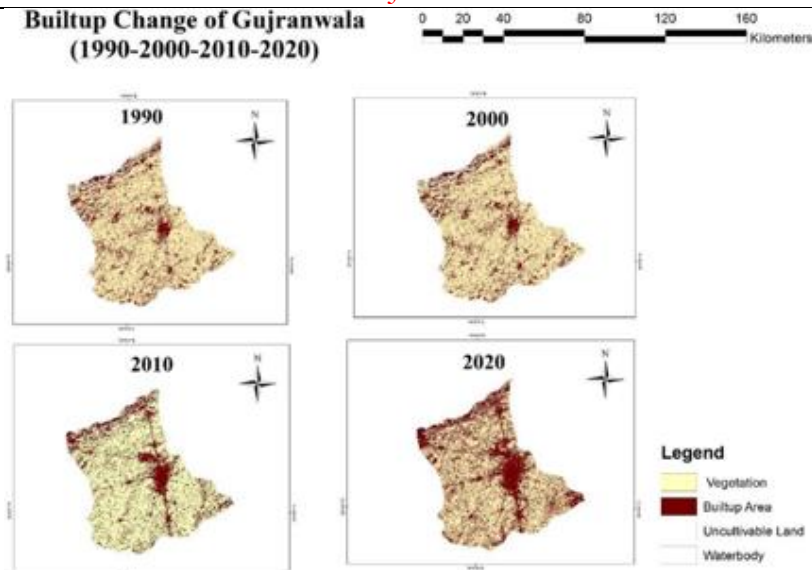 Builtup Change of Gujranwala
(1990-2000-2010-2020)
0 20 40 80 120 160
Kilometers
1990
N
2000
N
2010
N
2020
N
Legend
Vegetation
Builtup Area
Uncultivable Land
Waterbody